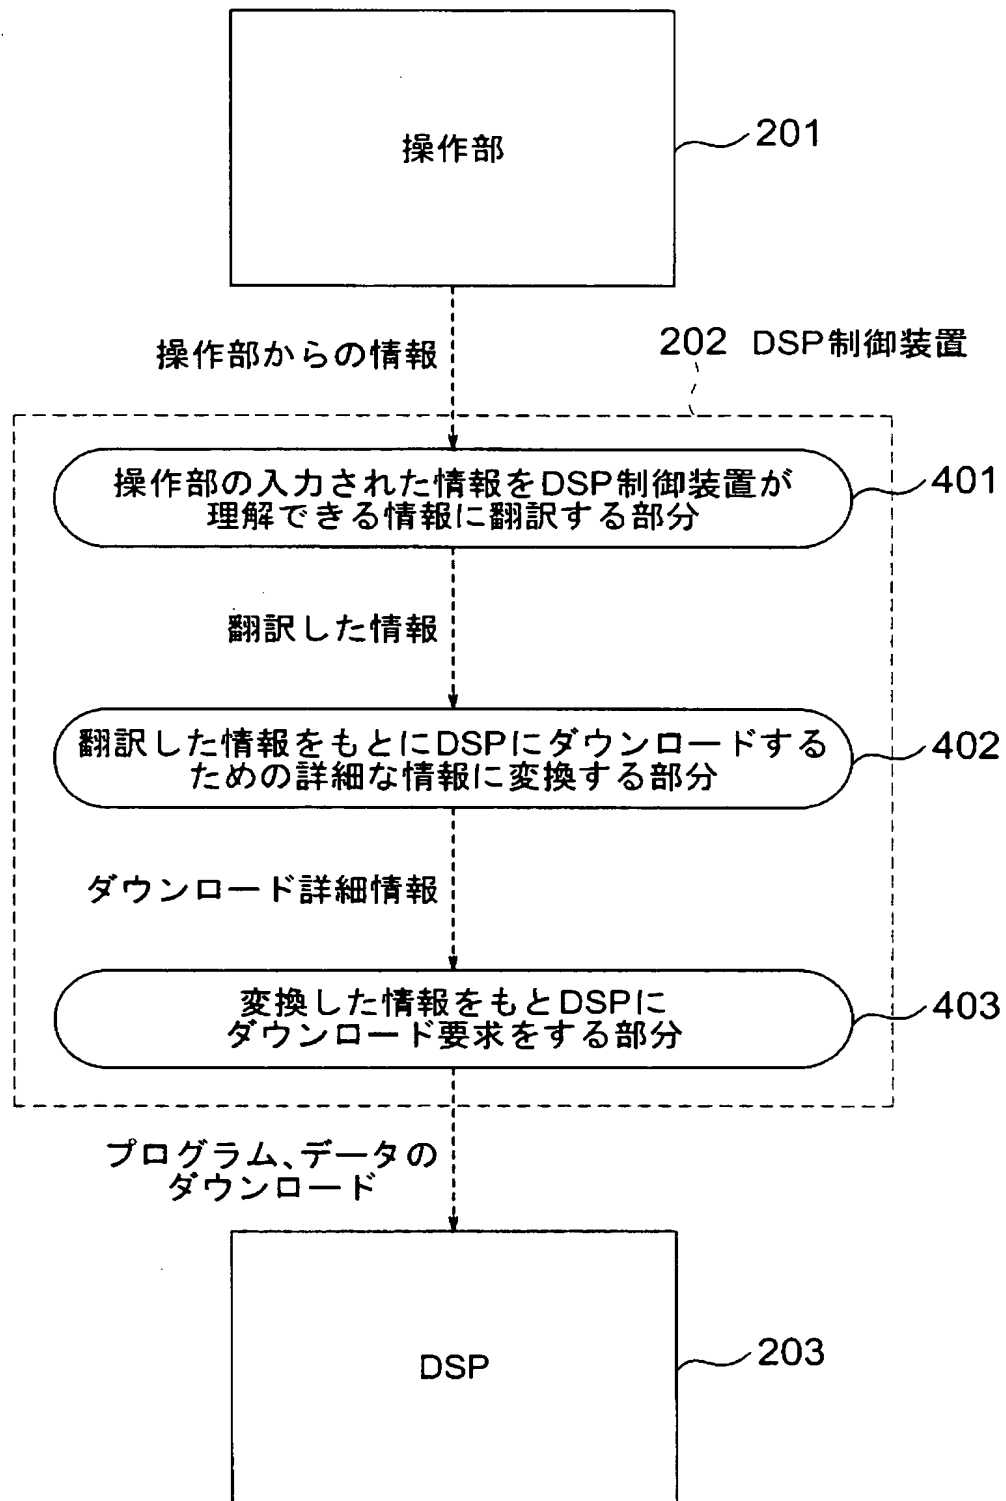 操作部
201
操作部からの情報
202 DSP制御装置
操作部の入力された情報をDSP制御装置が
理解できる情報に翻訳する部分
401
翻訳した情報
翻訳した情報をもとにDSPにダウンロードする
ための詳細な情報に変換する部分
402
ダウンロード詳細情報
変換した情報をもとDSPに
ダウンロード要求をする部分
403
プログラム、データの
ダウンロード
DSP
203